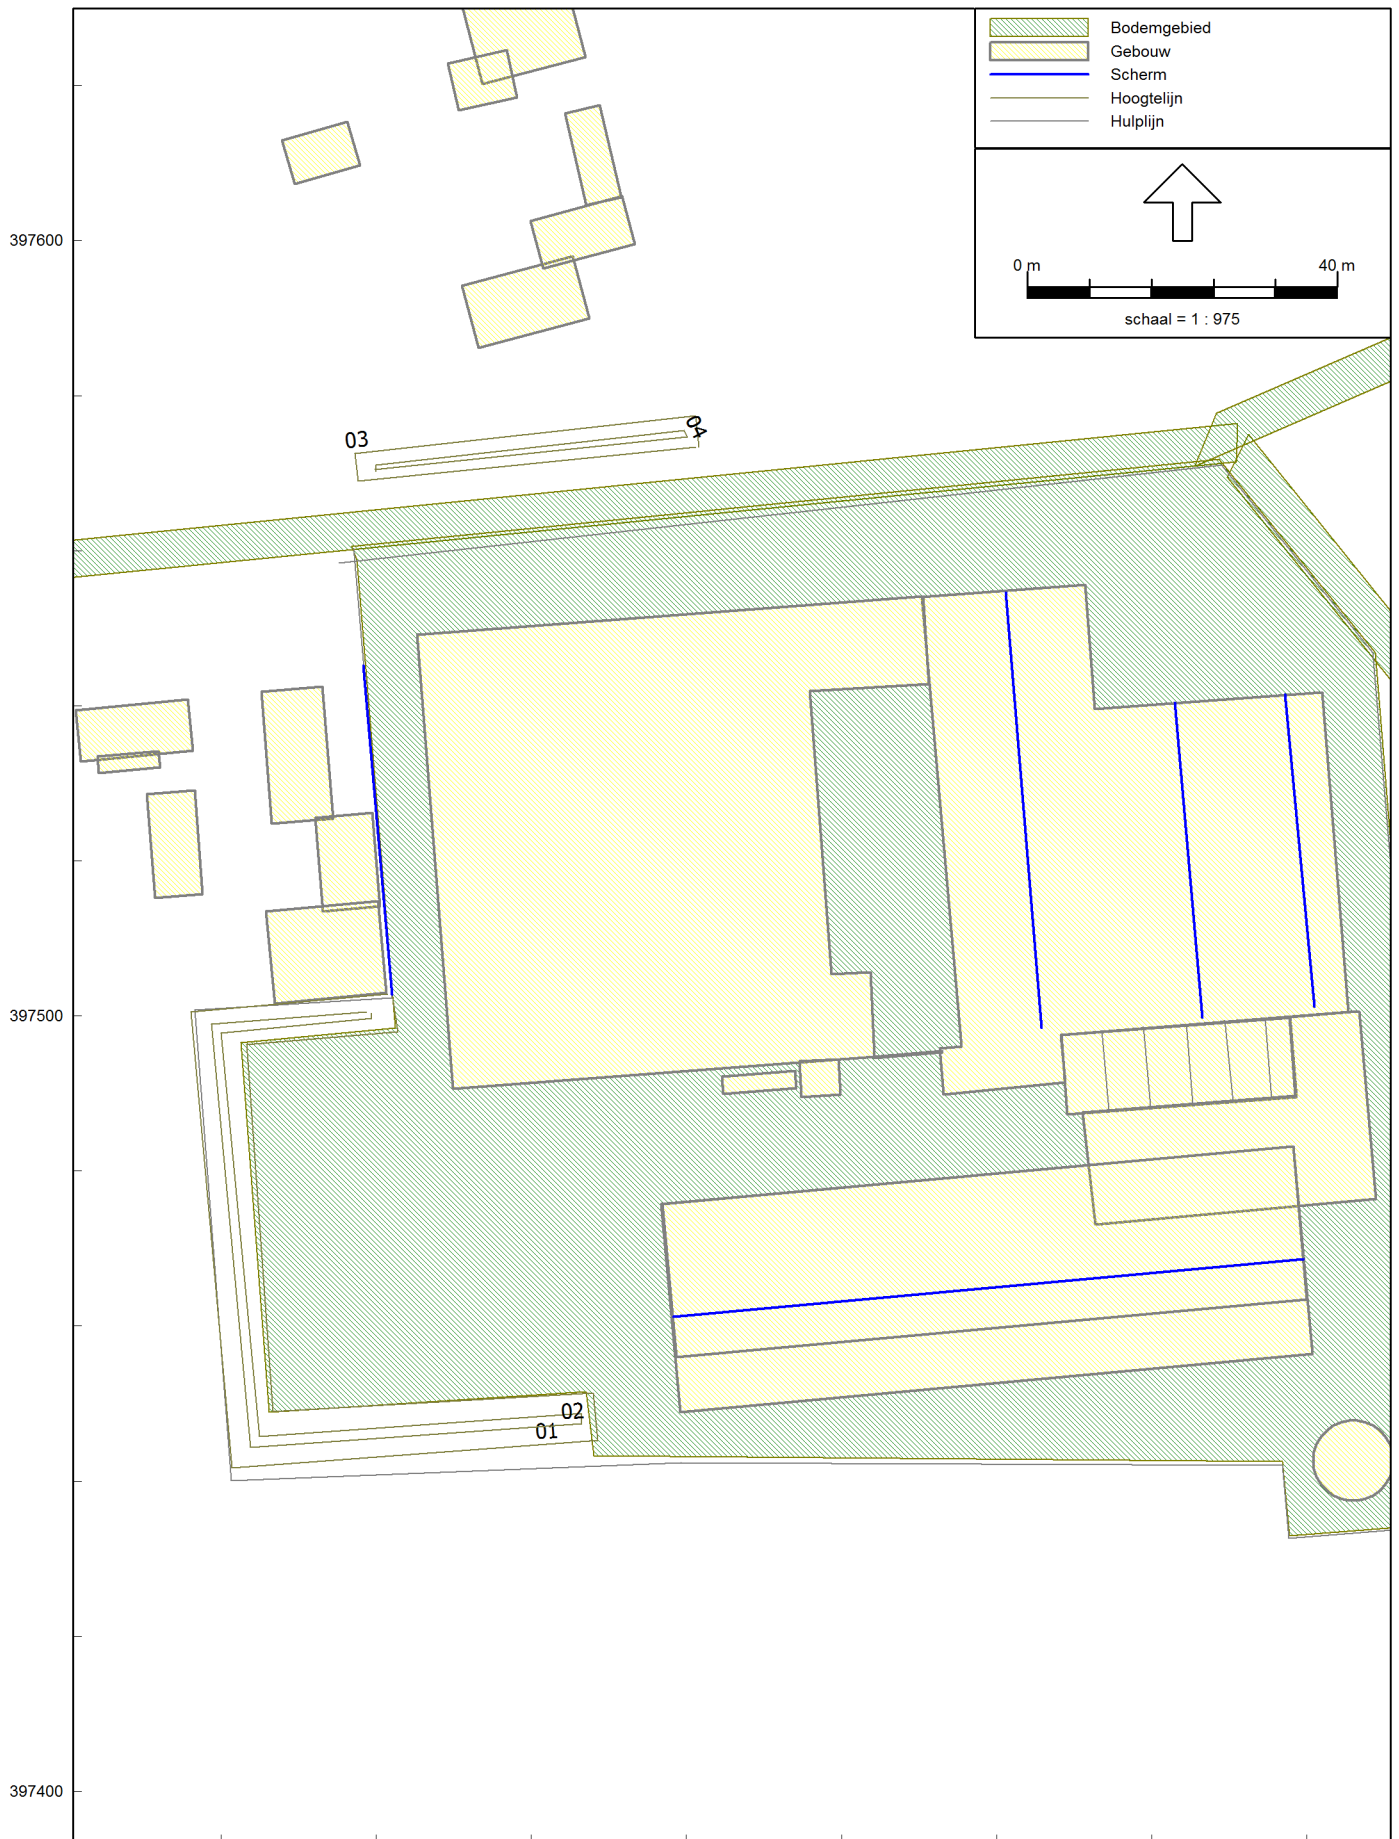 Bodemgebied
Gebouw
Scherm
Hoogtelijn
Hulplijn
0 m 40 m
schaal = 1 : 975
397600
03
04
397500
02
01
397400